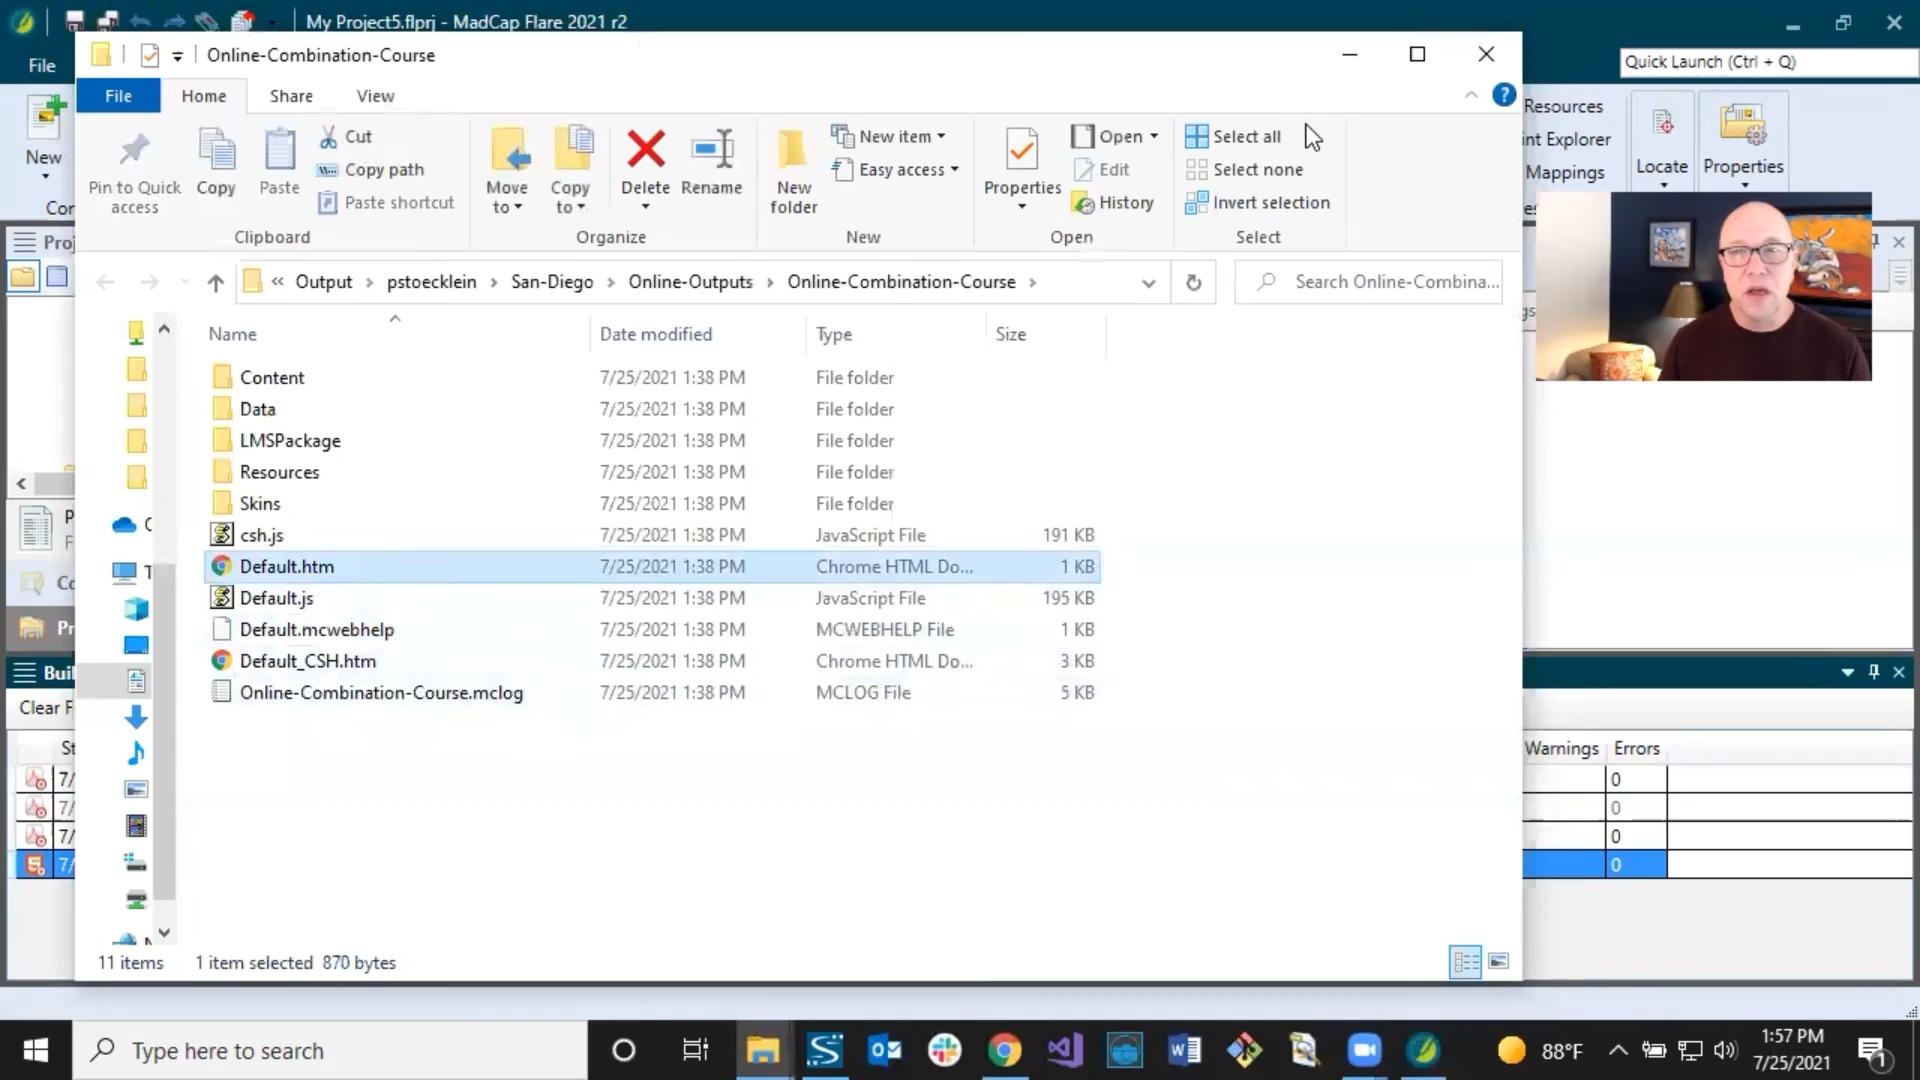 My Project5.flprj - MadCap Flare 2021 r2
File
Quick Launch (Ctrl + Q)
New
Resources
int Explorer
Mappings
Locate
Properties
Online-Combination-Course
File Home Share View
Pin to Quick access
Copy
Paste
Cut
Copy path
Paste shortcut
Clipboard
Move to
Copy to
Delete
Rename
Organize
New folder
New item
Easy access
New
Properties
Open
Edit
History
Open
Select all
Select none
Invert selection
Select
« Output > pstoecklein > San-Diego > Online-Outputs > Online-Combination-Course >
Search Online-Combina...
Name Date modified Type Size
Content 7/25/2021 1:38 PM File folder
Data 7/25/2021 1:38 PM File folder
LMSPackage 7/25/2021 1:38 PM File folder
Resources 7/25/2021 1:38 PM File folder
Skins 7/25/2021 1:38 PM File folder
csh.js 7/25/2021 1:38 PM JavaScript File 191 KB
Default.htm 7/25/2021 1:38 PM Chrome HTML Do... 1 KB
Default.js 7/25/2021 1:38 PM JavaScript File 195 KB
Default.mcwebhelp 7/25/2021 1:38 PM MCWEBHELP File 1 KB
Default_CSH.htm 7/25/2021 1:38 PM Chrome HTML Do... 3 KB
Online-Combination-Course.mclog 7/25/2021 1:38 PM MCLOG File 5 KB
11 items 1 item selected 870 bytes
Proj
Buil
Clear F
St
7/
7/
7/
7/
Warnings Errors
0
0
0
0
Type here to search
88°F
1:57 PM
7/25/2021
1